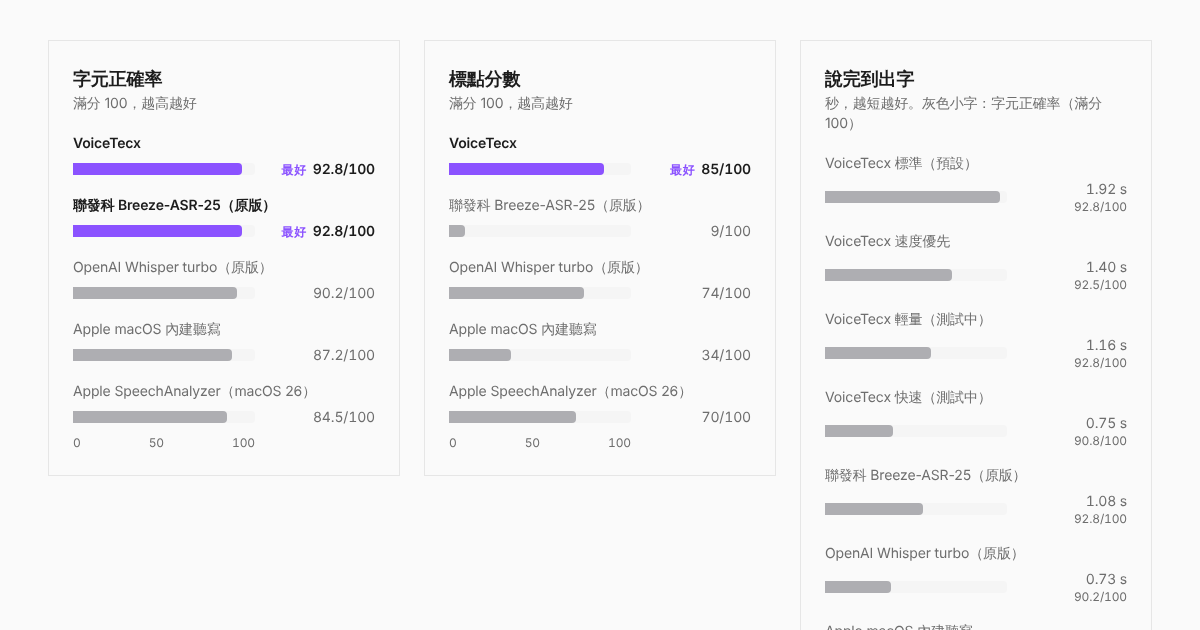 字元正確率
滿分 100，越高越好
VoiceTecx
最好 92.8/100
聯發科 Breeze-ASR-25（原版）
最好 92.8/100
OpenAI Whisper turbo（原版）
90.2/100
Apple macOS 內建聽寫
87.2/100
Apple SpeechAnalyzer（macOS 26）
84.5/100
0 50 100
標點分數
滿分 100，越高越好
VoiceTecx
最好 85/100
聯發科 Breeze-ASR-25（原版）
9/100
OpenAI Whisper turbo（原版）
74/100
Apple macOS 內建聽寫
34/100
Apple SpeechAnalyzer（macOS 26）
70/100
0 50 100
說完到出字
秒，越短越好。灰色小字：字元正確率（滿分
100）
VoiceTecx 標準（預設）
1.92 s
92.8/100
VoiceTecx 速度優先
1.40 s
92.5/100
VoiceTecx 輕量（測試中）
1.16 s
92.8/100
VoiceTecx 快速（測試中）
0.75 s
90.8/100
聯發科 Breeze-ASR-25（原版）
1.08 s
92.8/100
OpenAI Whisper turbo（原版）
0.73 s
90.2/100
Apple macOS 內建聽寫